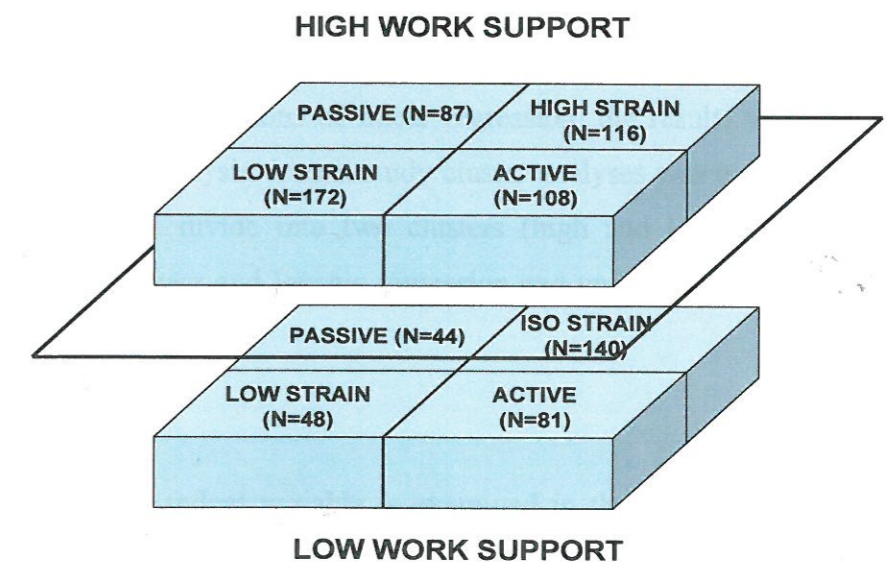 HIGH WORK SUPPORT
PASSIVE (N=87)
HIGH STRAIN
(N=116)
LOW STRAIN
(N=172)
ACTIVE
(N=108)
PASSIVE (N=44)
ISO STRAIN
(N=140)
LOW STRAIN
(N=48)
ACTIVE
(N=81)
LOW WORK SUPPORT